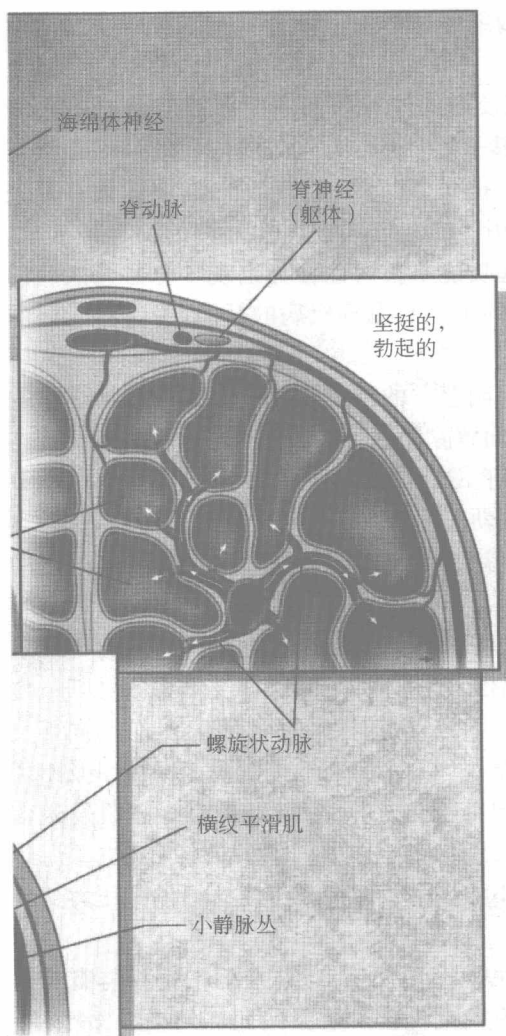 海绵体神经
脊神经
（躯体）
脊动脉
坚挺的，
勃起的
螺旋状动脉
横纹平滑肌
小静脉丛